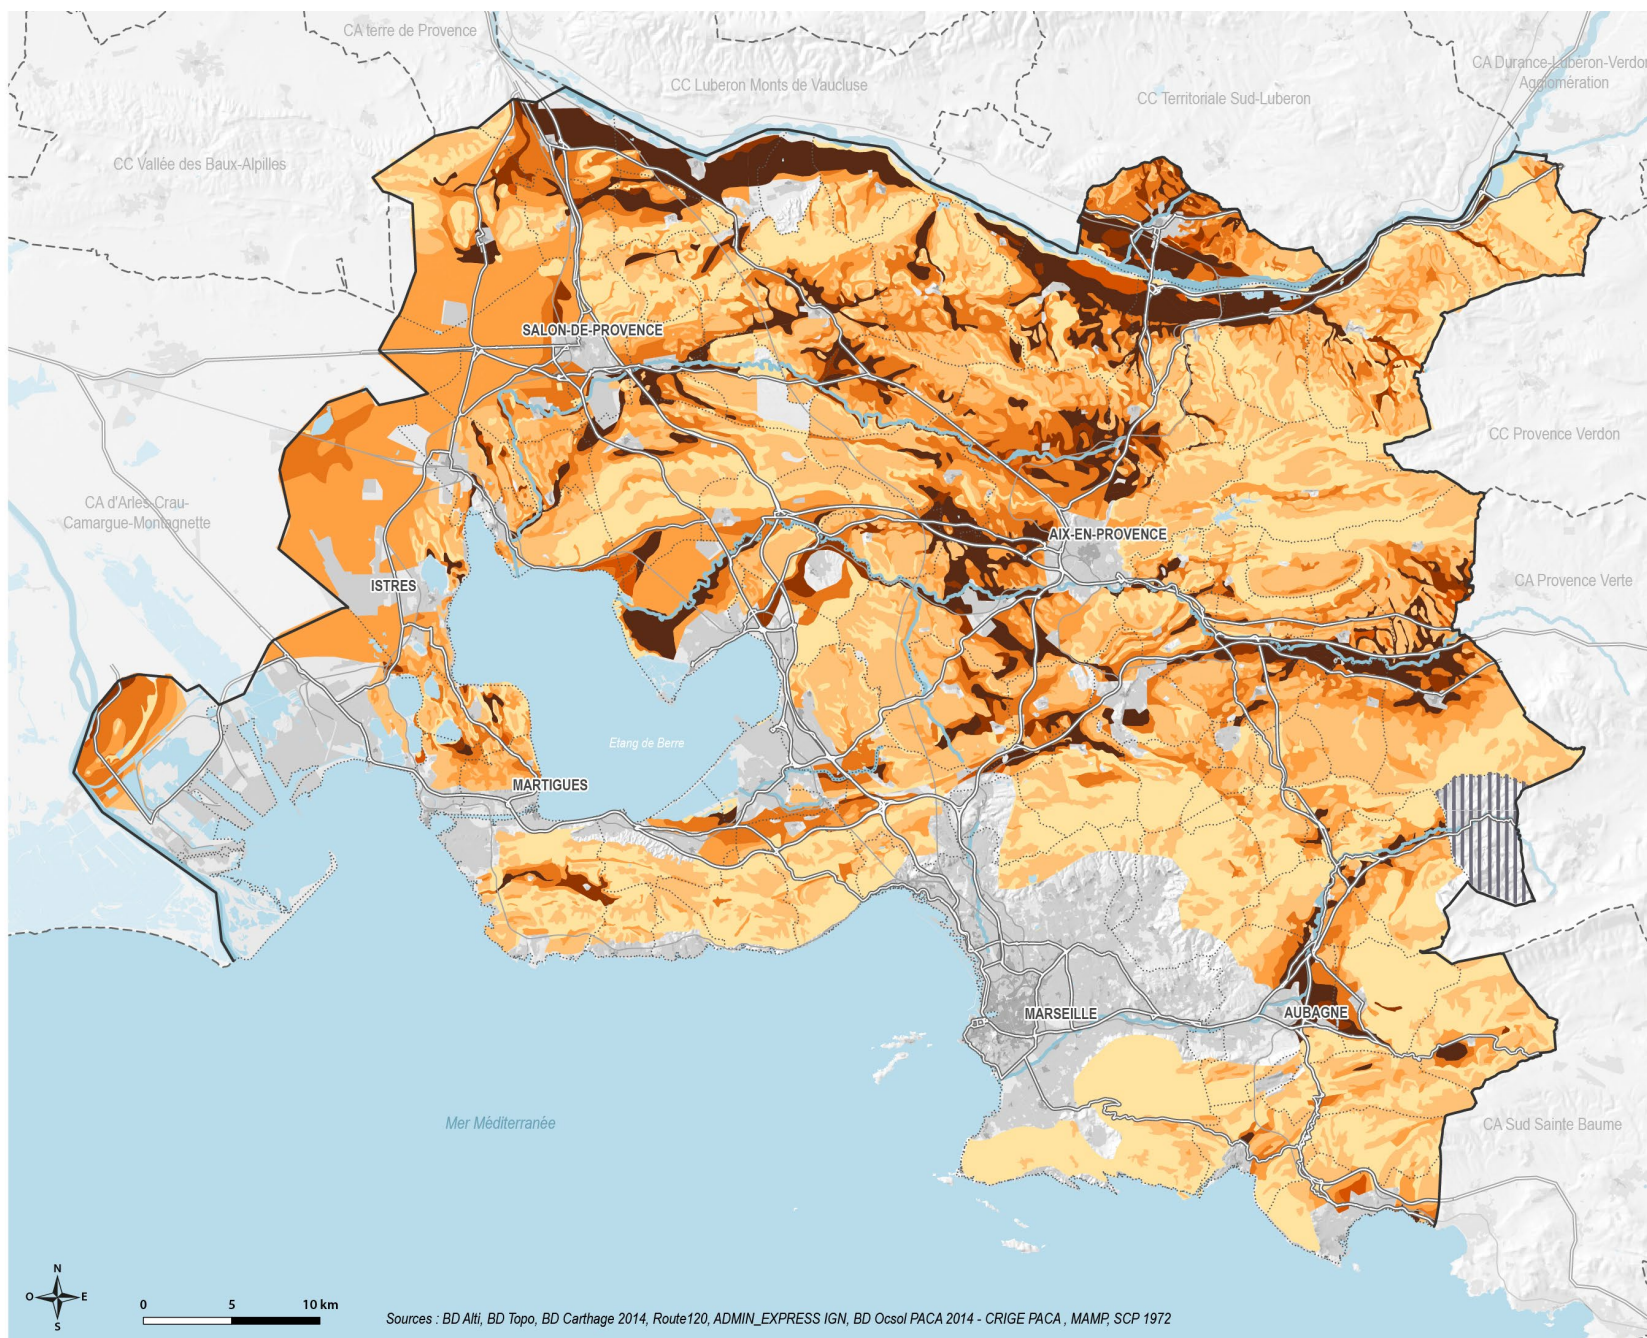 CA terre de Provence
CC Luberon Monts de Vaucluse
CA Durance-Lubéron-Verdon
Agglomération
CC Territoriale Sud-Luberon
CC Vallée des Baux-Alpilles
SALON-DE-PROVENCE
CC Provence Verdon
CA d'Arles-Crau-
Camargue-Montagnette
AIX-EN-PROVENCE
ISTRES
CA Provence Verte
Etang de Berre
MARTIGUES
MARSEILLE
AUBAGNE
Mer Méditerranée
CA Sud Sainte Baume
N
O
E
S
0
5
10 km
Sources : BD Alti, BD Topo, BD Carthage 2014, Route120, ADMIN_EXPRESS IGN, BD Ocsol PACA 2014 - CRIGE PACA , MAMP, SCP 1972